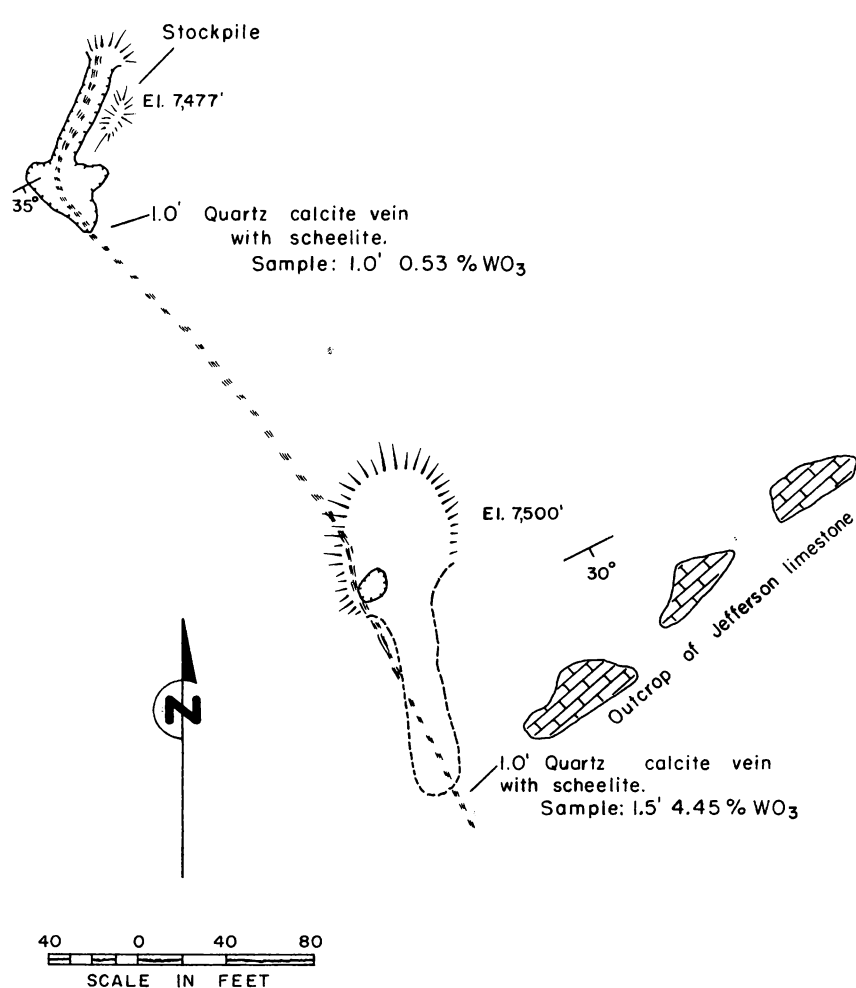 Stockpile
El. 7,477'
35°
1.0' Quartz calcite vein
with scheelite.
Sample: 1.0' 0.53 % WO3
El. 7,500'
30°
Outcrop of Jefferson limestone
N
1.0' Quartz calcite vein
with scheelite.
Sample: 1.5' 4.45 % WO3
40 0 40 80
SCALE IN FEET